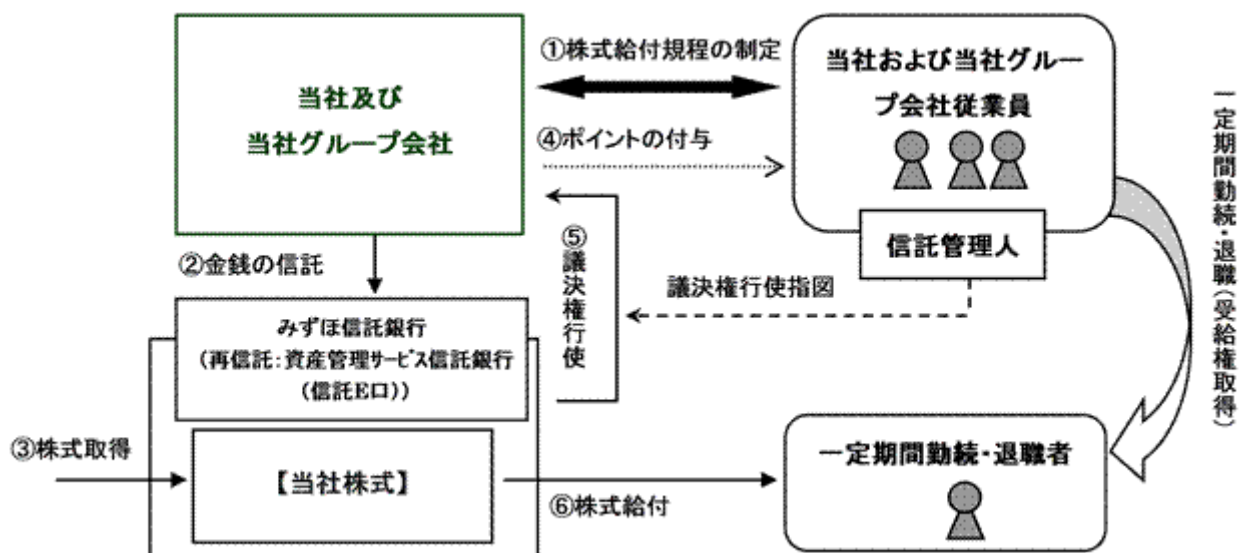 ①株式給付規程の制定
当社及び
当社グループ会社
当社および当社グルー
プ会社従業員
④ポイントの付与
信託管理人
②金銭の信託
⑤議決権行使
議決権行使指図
一定期間勤続・退職(受給権取得)
みずほ信託銀行
(再信託:資産管理サービス信託銀行
(信託E口))
③株式取得
【当社株式】
⑥株式給付
一定期間勤続・退職者